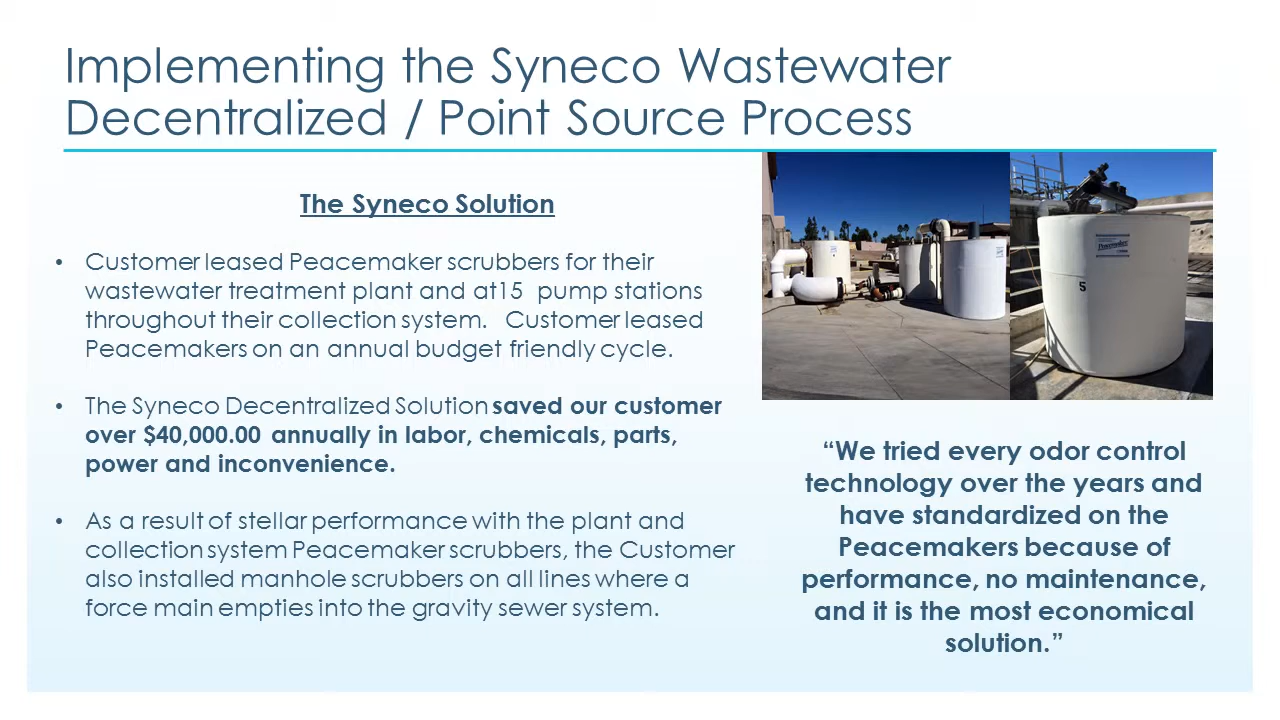 Implementing the Syneco Wastewater
Decentralized / Point Source Process
The Syneco Solution
• Customer leased Peacemaker scrubbers for their
wastewater treatment plant and at15 pump stations
throughout their collection system. Customer leased
Peacemakers on an annual budget friendly cycle.
• The Syneco Decentralized Solution saved our customer
over $40,000.00 annually in labor, chemicals, parts,
power and inconvenience.
• As a result of stellar performance with the plant and
collection system Peacemaker scrubbers, the Customer
also installed manhole scrubbers on all lines where a
force main empties into the gravity sewer system.
Peacemaker
5
“We tried every odor control
technology over the years and
have standardized on the
Peacemakers because of
performance, no maintenance,
and it is the most economical
solution.”